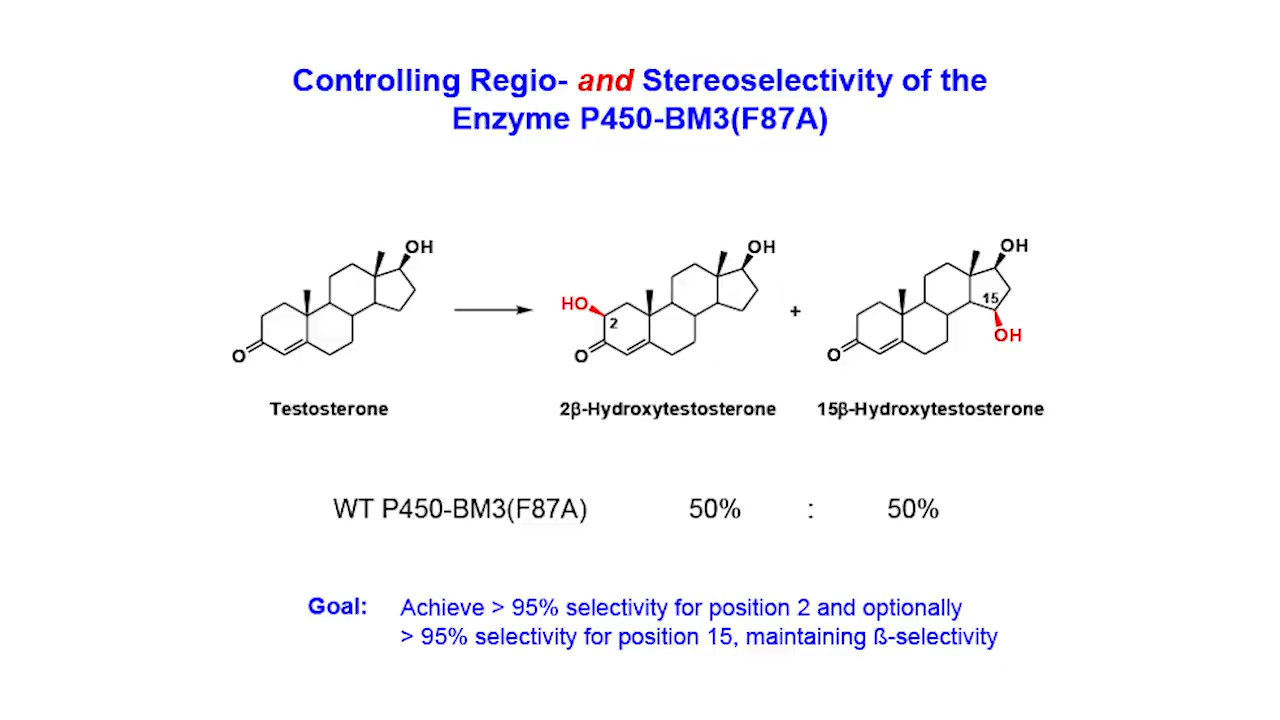 Controlling Regio- and Stereoselectivity of the
Enzyme P450-BM3(F87A)
OH
O
Testosterone
HO
2
O
OH
2β-Hydroxytestosterone
+
OH
15
OH
O
15β-Hydroxytestosterone
WT P450-BM3(F87A) 50% : 50%
Goal: Achieve > 95% selectivity for position 2 and optionally
> 95% selectivity for position 15, maintaining ß-selectivity